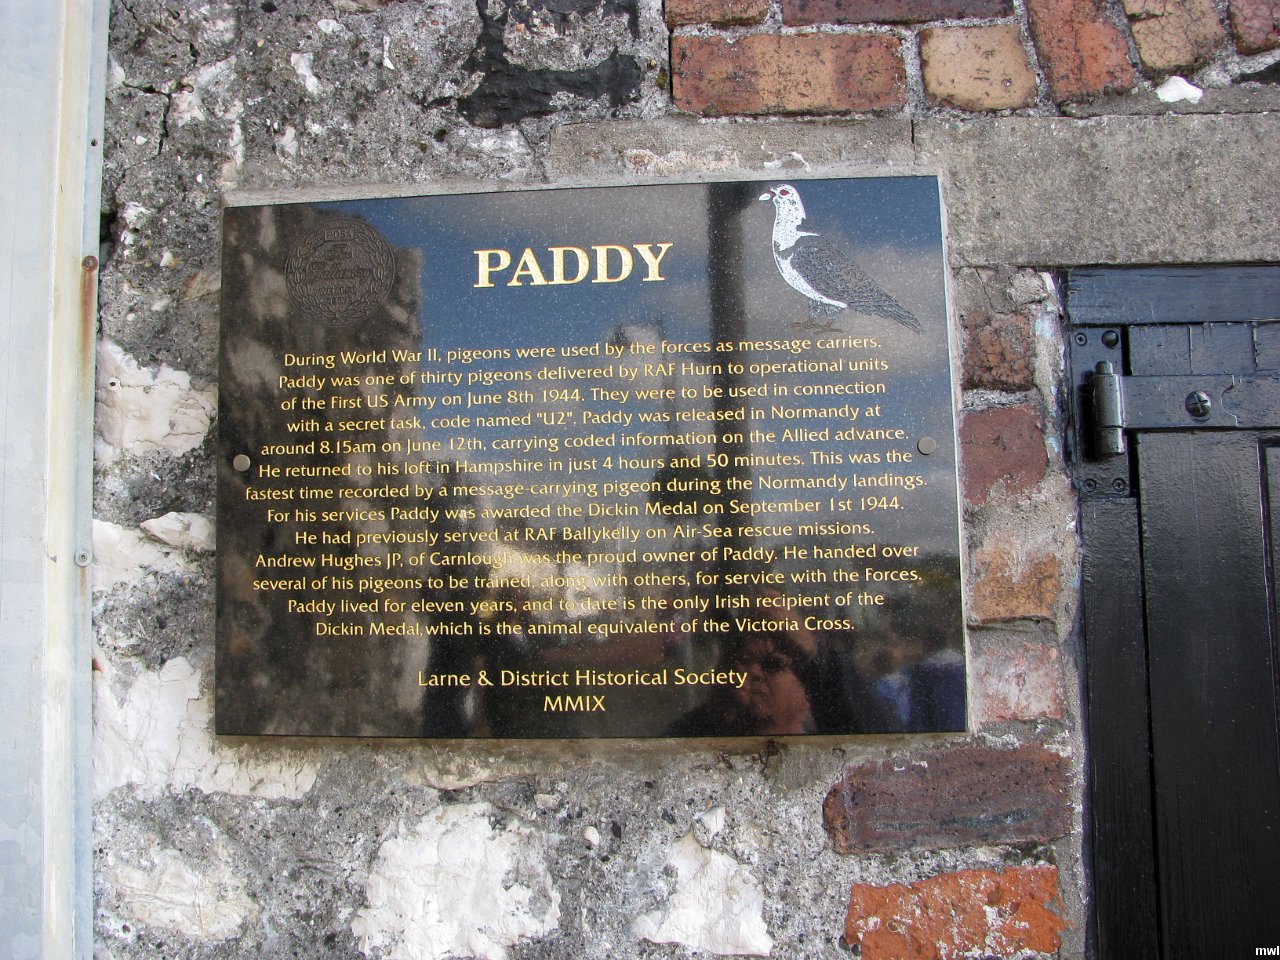 PADDY
During World War II, pigeons were used by the forces as message carriers.
Paddy was one of thirty pigeons delivered by RAF Hurn to operational units
of the First US Army on June 8th 1944. They were to be used in connection
with a secret task, code named "U2". Paddy was released in Normandy at
around 8.15am on June 12th, carrying coded information on the Allied advance.
He returned to his loft in Hampshire in just 4 hours and 50 minutes. This was the
fastest time recorded by a message-carrying pigeon during the Normandy landings.
For his services Paddy was awarded the Dickin Medal on September 1st 1944.
He had previously served at RAF Ballykelly on Air-Sea rescue missions.
Andrew Hughes JP, of Carnlough was the proud owner of Paddy. He handed over
several of his pigeons to be trained, along with others, for service with the Forces.
Paddy lived for eleven years, and to date is the only Irish recipient of the
Dickin Medal, which is the animal equivalent of the Victoria Cross.
Larne & District Historical Society
MMIX
mwl